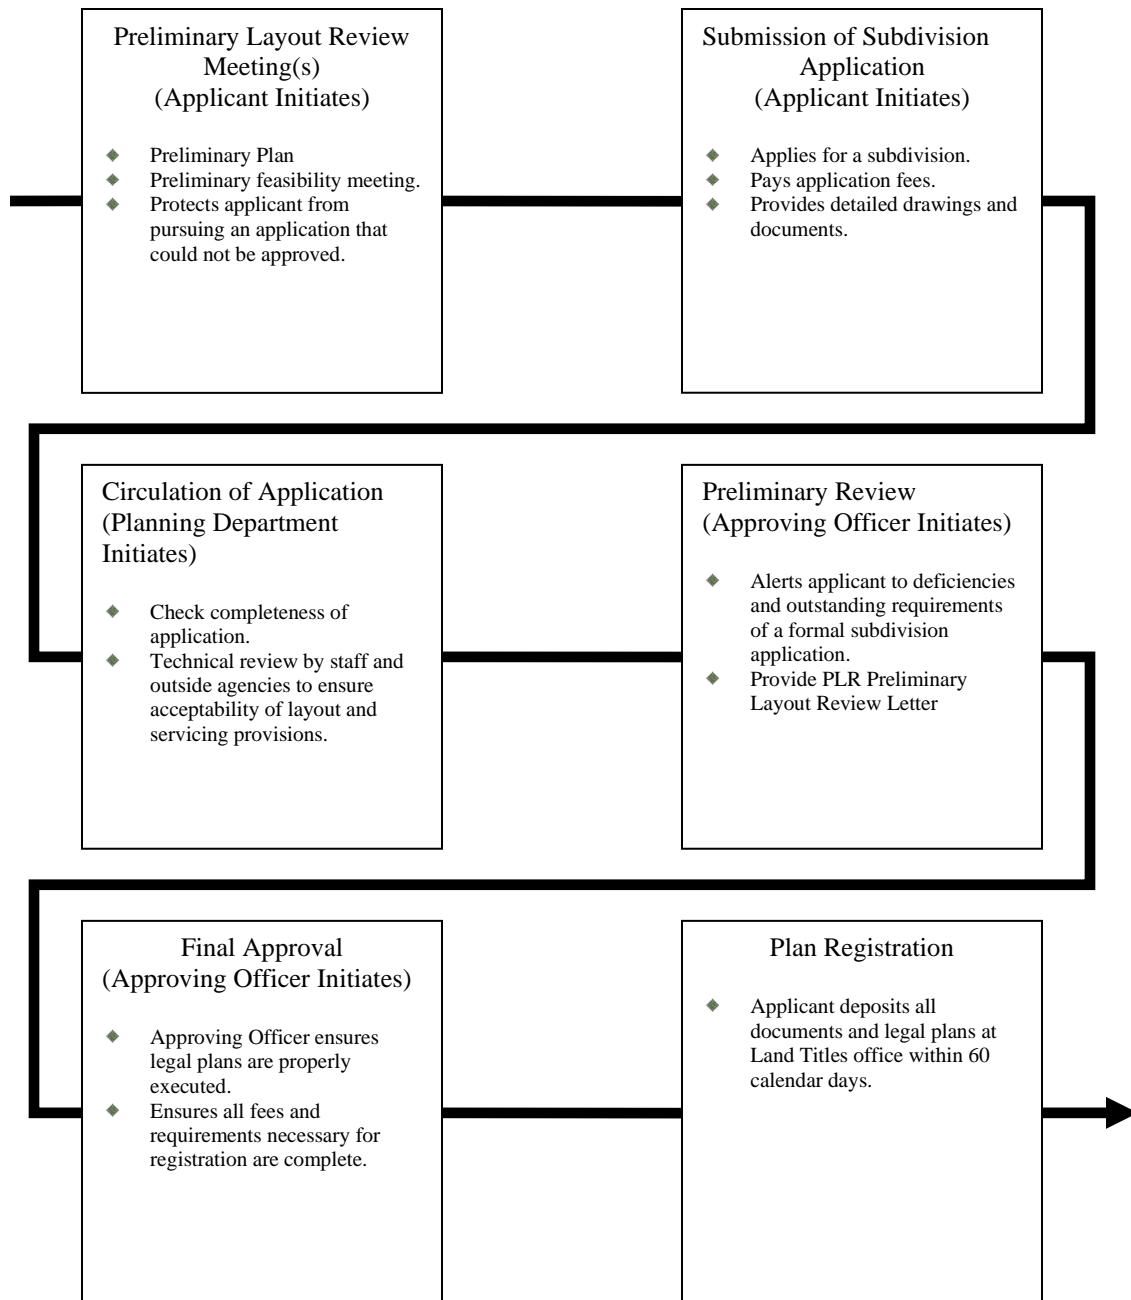 Preliminary Layout Review
Meeting(s)
(Applicant Initiates)
Preliminary Plan
Preliminary feasibility meeting.
Protects applicant from
pursuing an application that
could not be approved.
Submission of Subdivision
Application
(Applicant Initiates)
Applies for a subdivision.
Pays application fees.
Provides detailed drawings and
documents.
Circulation of Application
(Planning Department
Initiates)
Check completeness of
application.
Technical review by staff and
outside agencies to ensure
acceptability of layout and
servicing provisions.
Preliminary Review
(Approving Officer Initiates)
Alerts applicant to deficiencies
and outstanding requirements
of a formal subdivision
application.
Provide PLR Preliminary
Layout Review Letter
Final Approval
(Approving Officer Initiates)
Approving Officer ensures
legal plans are properly
executed.
Ensures all fees and
requirements necessary for
registration are complete.
Plan Registration
Applicant deposits all
documents and legal plans at
Land Titles office within 60
calendar days.